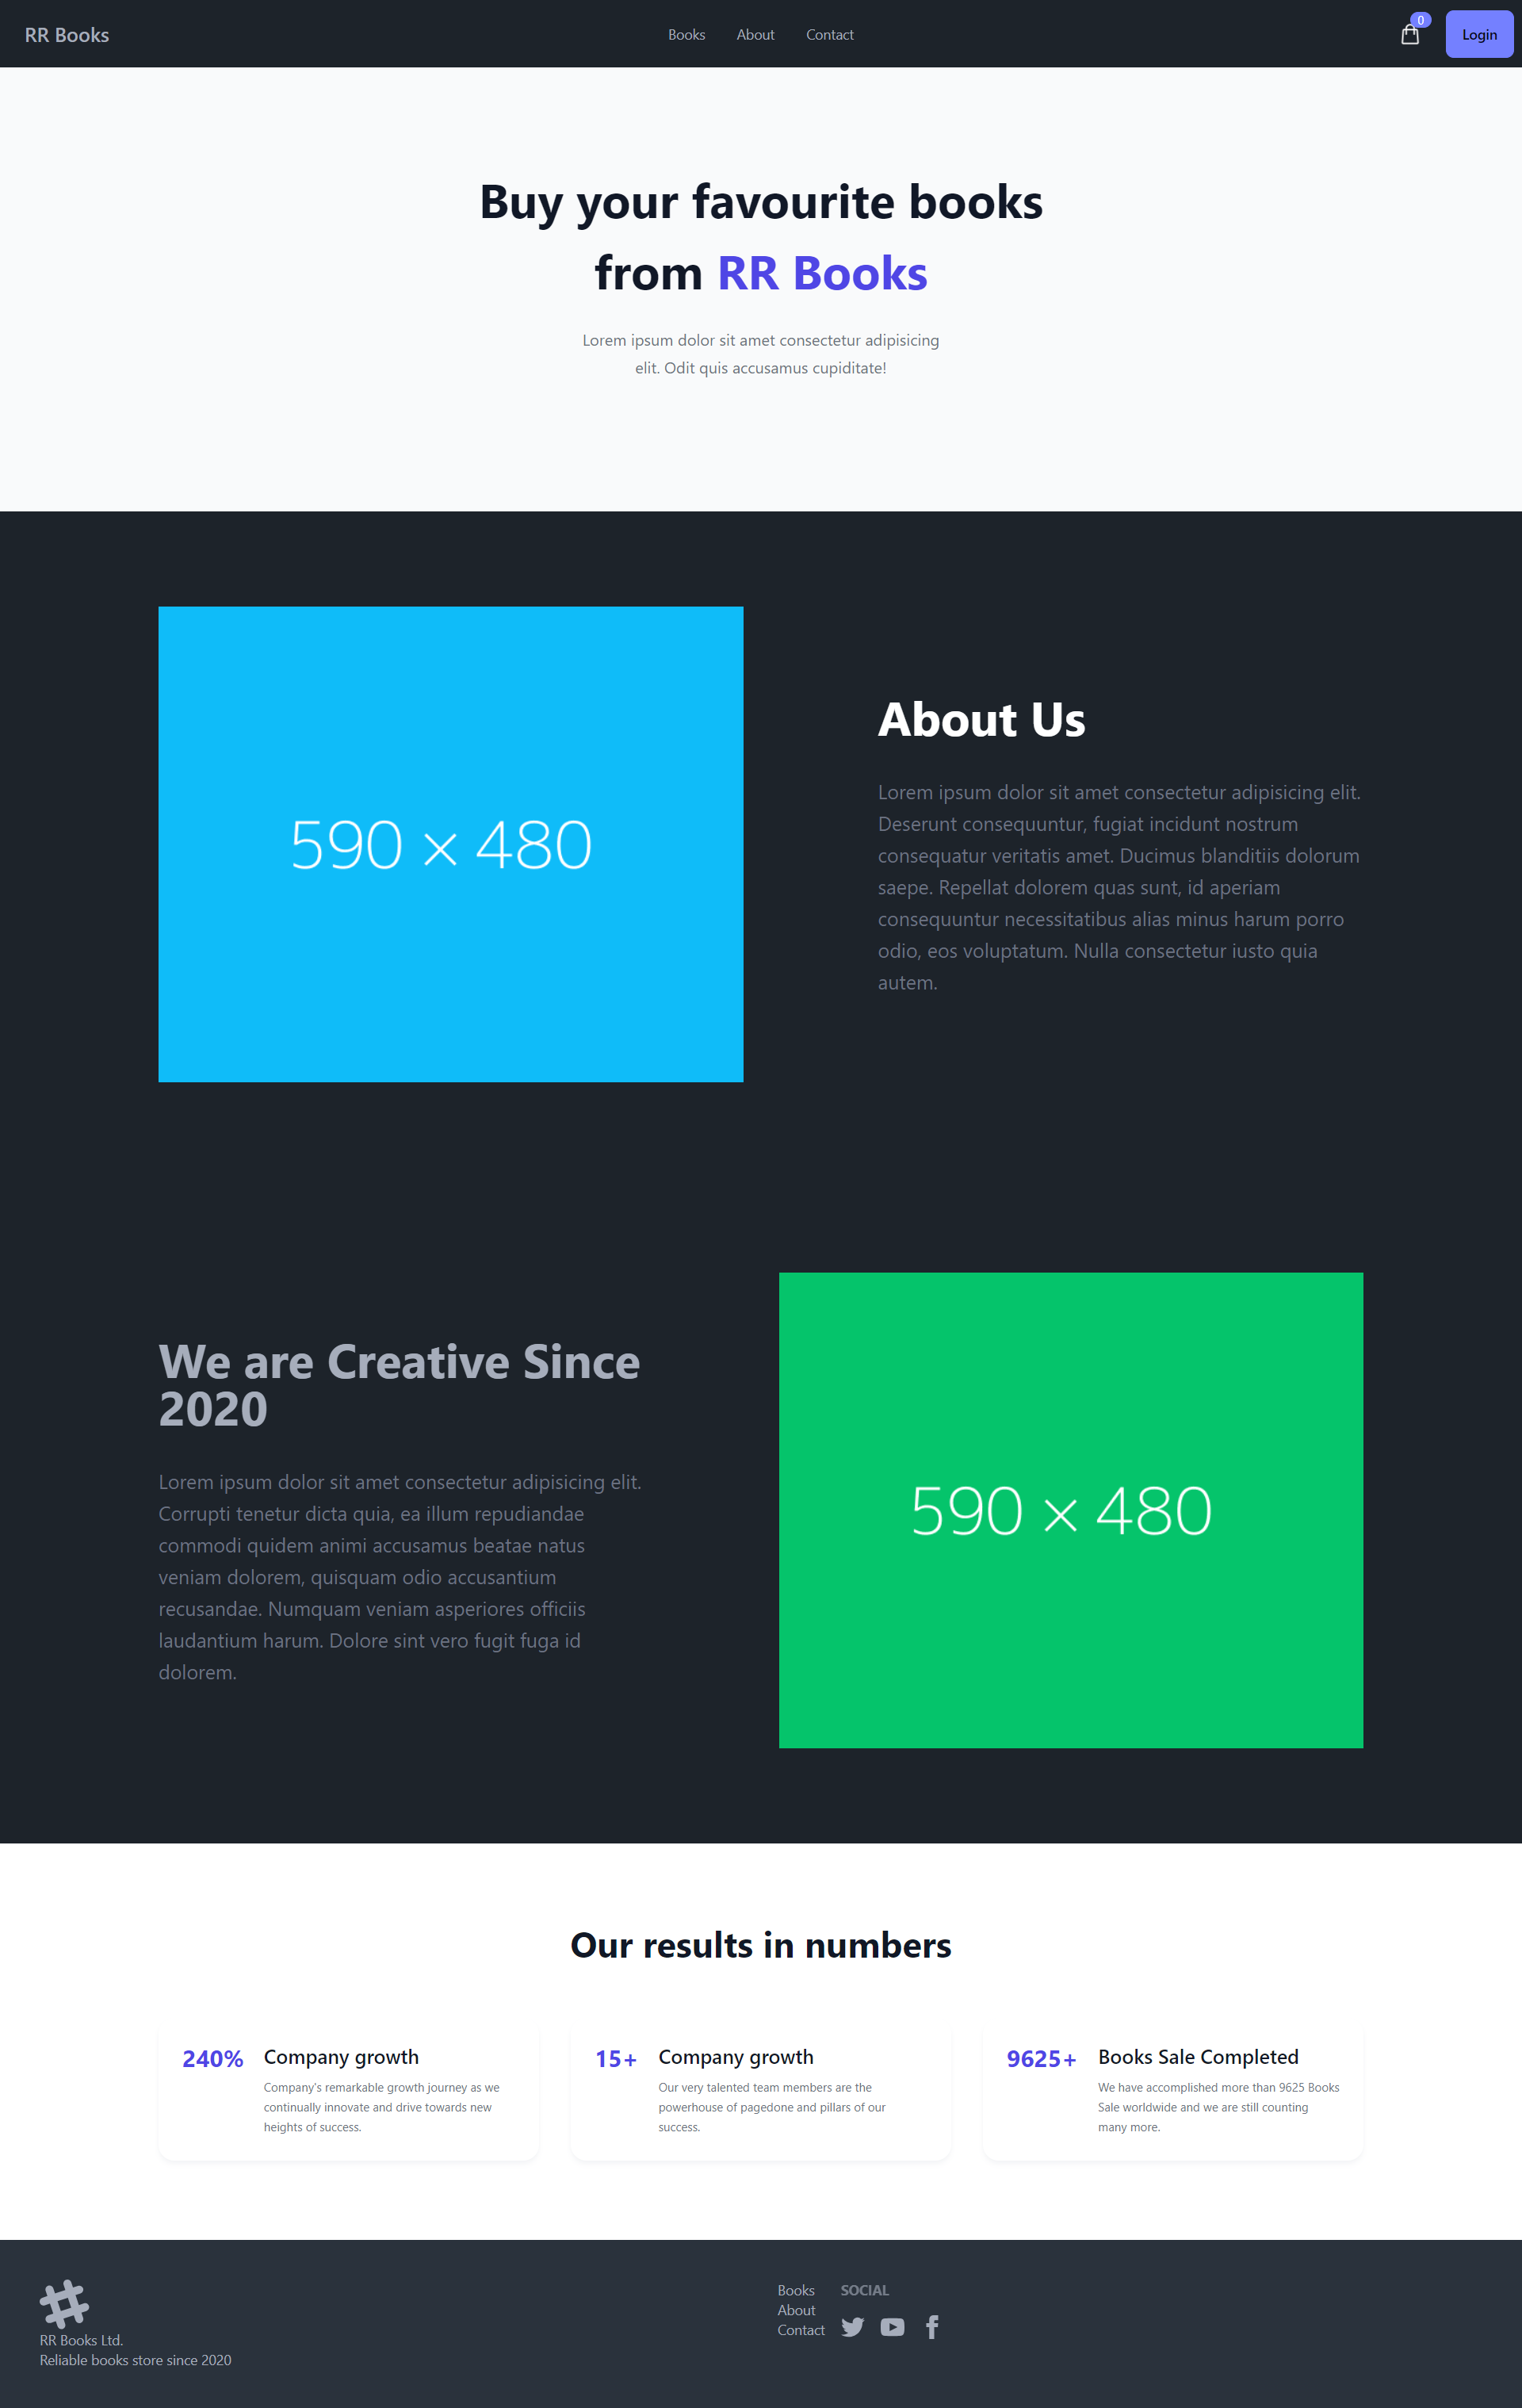 RR Books
Books
About
Contact
0
Login
Buy your favourite books
from RR Books
Lorem ipsum dolor sit amet consectetur adipisicing
elit. Odit quis accusamus cupiditate!
590 × 480
About Us
Lorem ipsum dolor sit amet consectetur adipisicing elit.
Deserunt consequuntur, fugiat incidunt nostrum
consequatur veritatis amet. Ducimus blanditiis dolorum
saepe. Repellat dolorem quas sunt, id aperiam
consequuntur necessitatibus alias minus harum porro
odio, eos voluptatum. Nulla consectetur iusto quia
autem.
We are Creative Since
2020
Lorem ipsum dolor sit amet consectetur adipisicing elit.
Corrupti tenetur dicta quia, ea illum repudiandae
commodi quidem animi accusamus beatae natus
veniam dolorem, quisquam odio accusantium
recusandae. Numquam veniam asperiores officiis
laudantium harum. Dolore sint vero fugit fuga id
dolorem.
590 × 480
Our results in numbers
240%
Company growth
Company's remarkable growth journey as we
continually innovate and drive towards new
heights of success.
15+
Company growth
Our very talented team members are the
powerhouse of pagedone and pillars of our
success.
9625+
Books Sale Completed
We have accomplished more than 9625 Books
Sale worldwide and we are still counting
many more.
RR Books Ltd.
Reliable books store since 2020
Books
About
Contact
SOCIAL